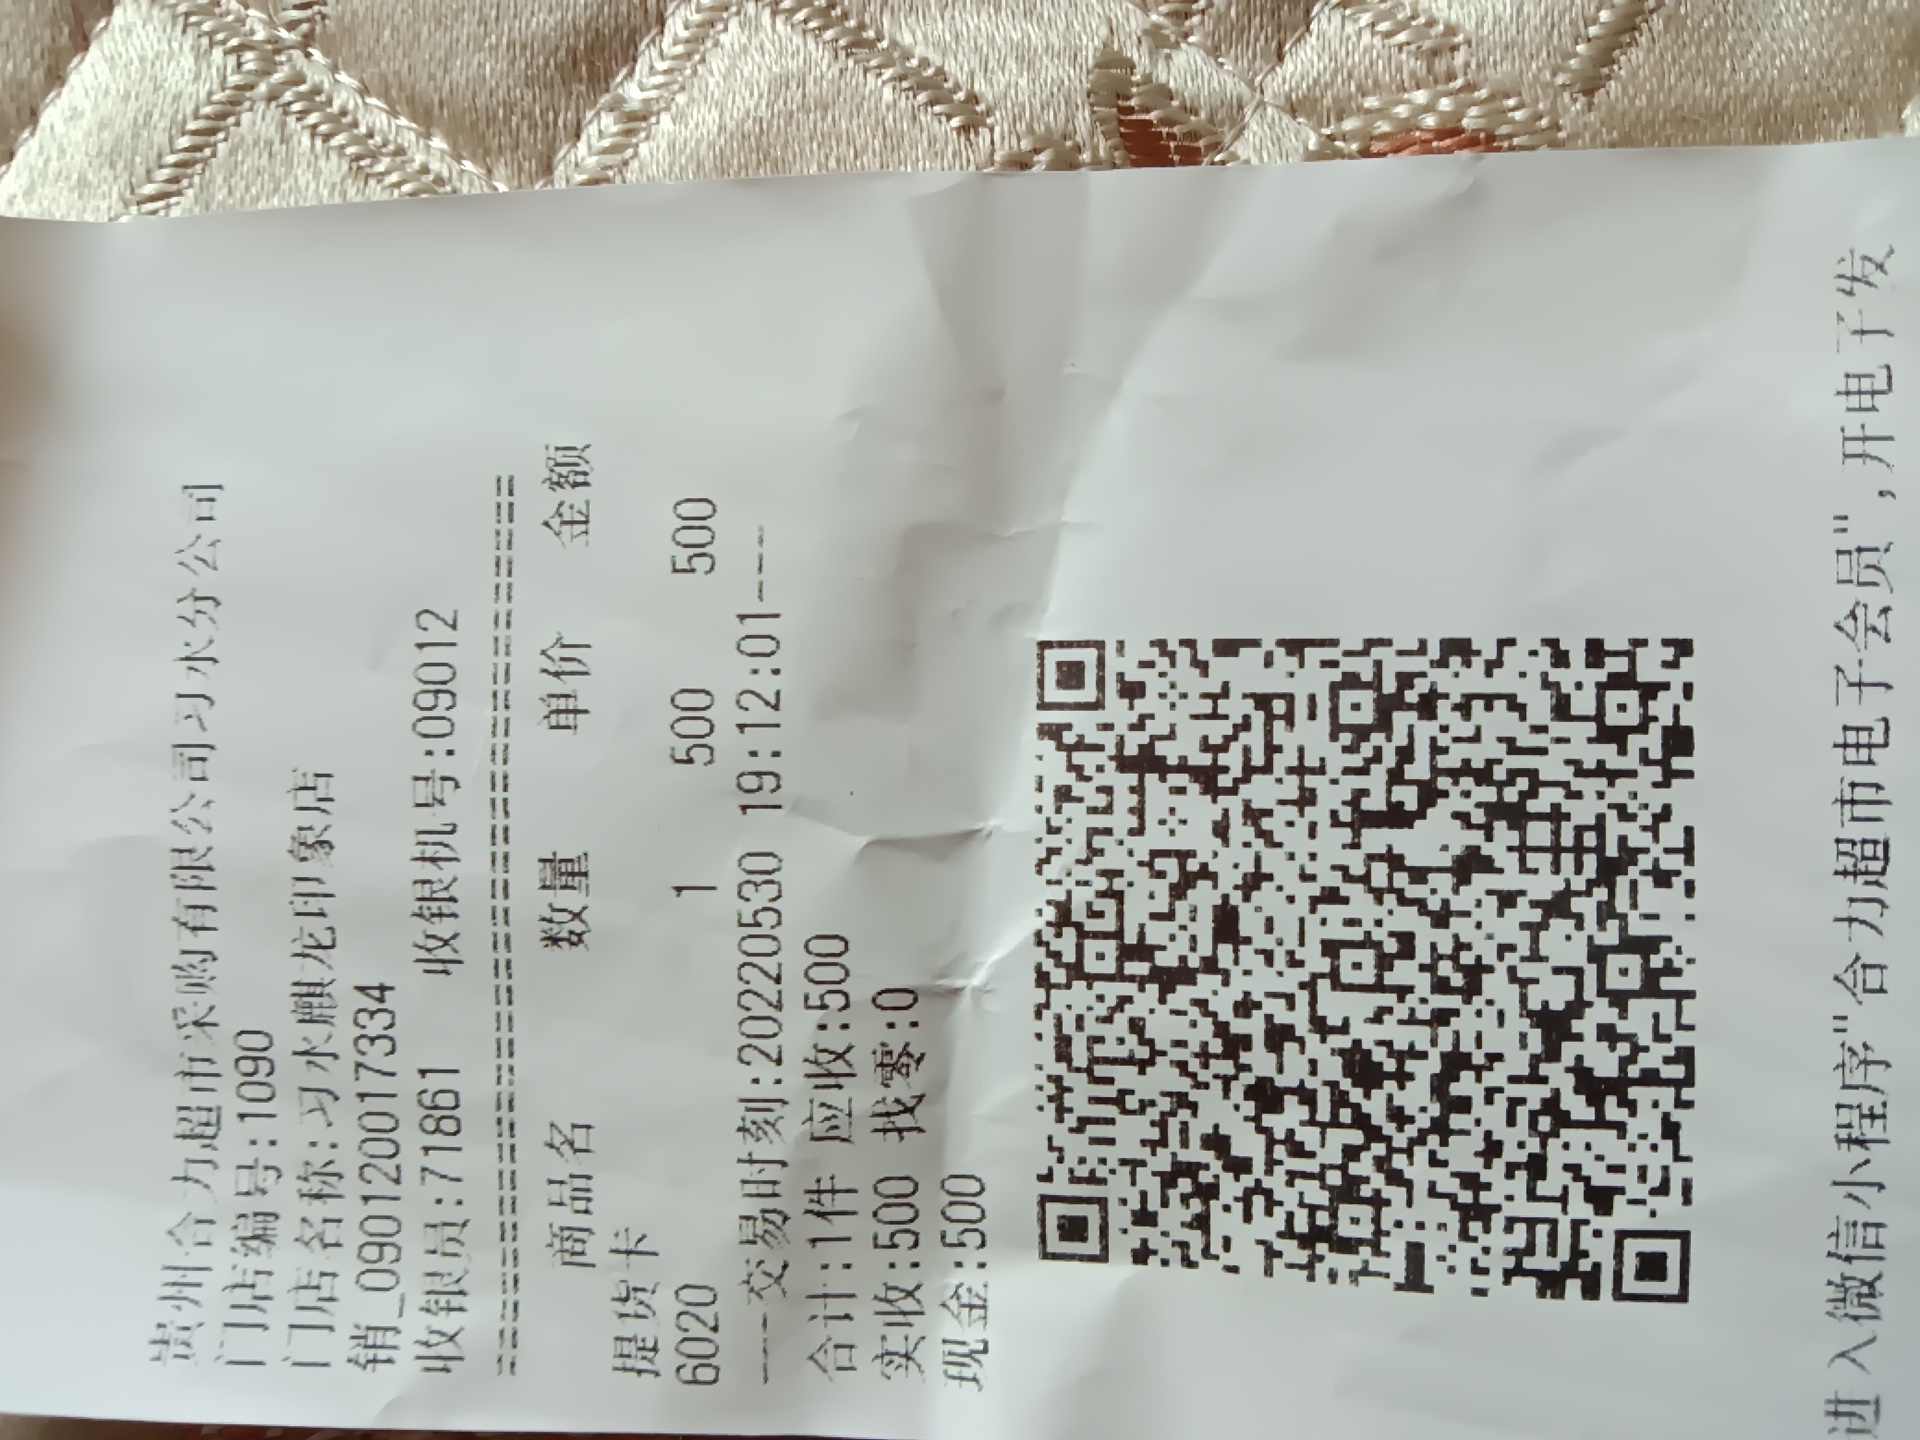 贵州合力超市采购有限公司习水分公司
门店编号:1090
门店名称:习水麒龙印象店
销_090120017334
收银员:71861 收银机号:09012
商品名 数量 单价 金额
提货卡
6020 1 500 500
----交易时刻:20220530 19:12:01----
合计:1件 应收:500
实收:500 找零:0
现金:500
进入微信小程序"合力超市电子会员",开电子发